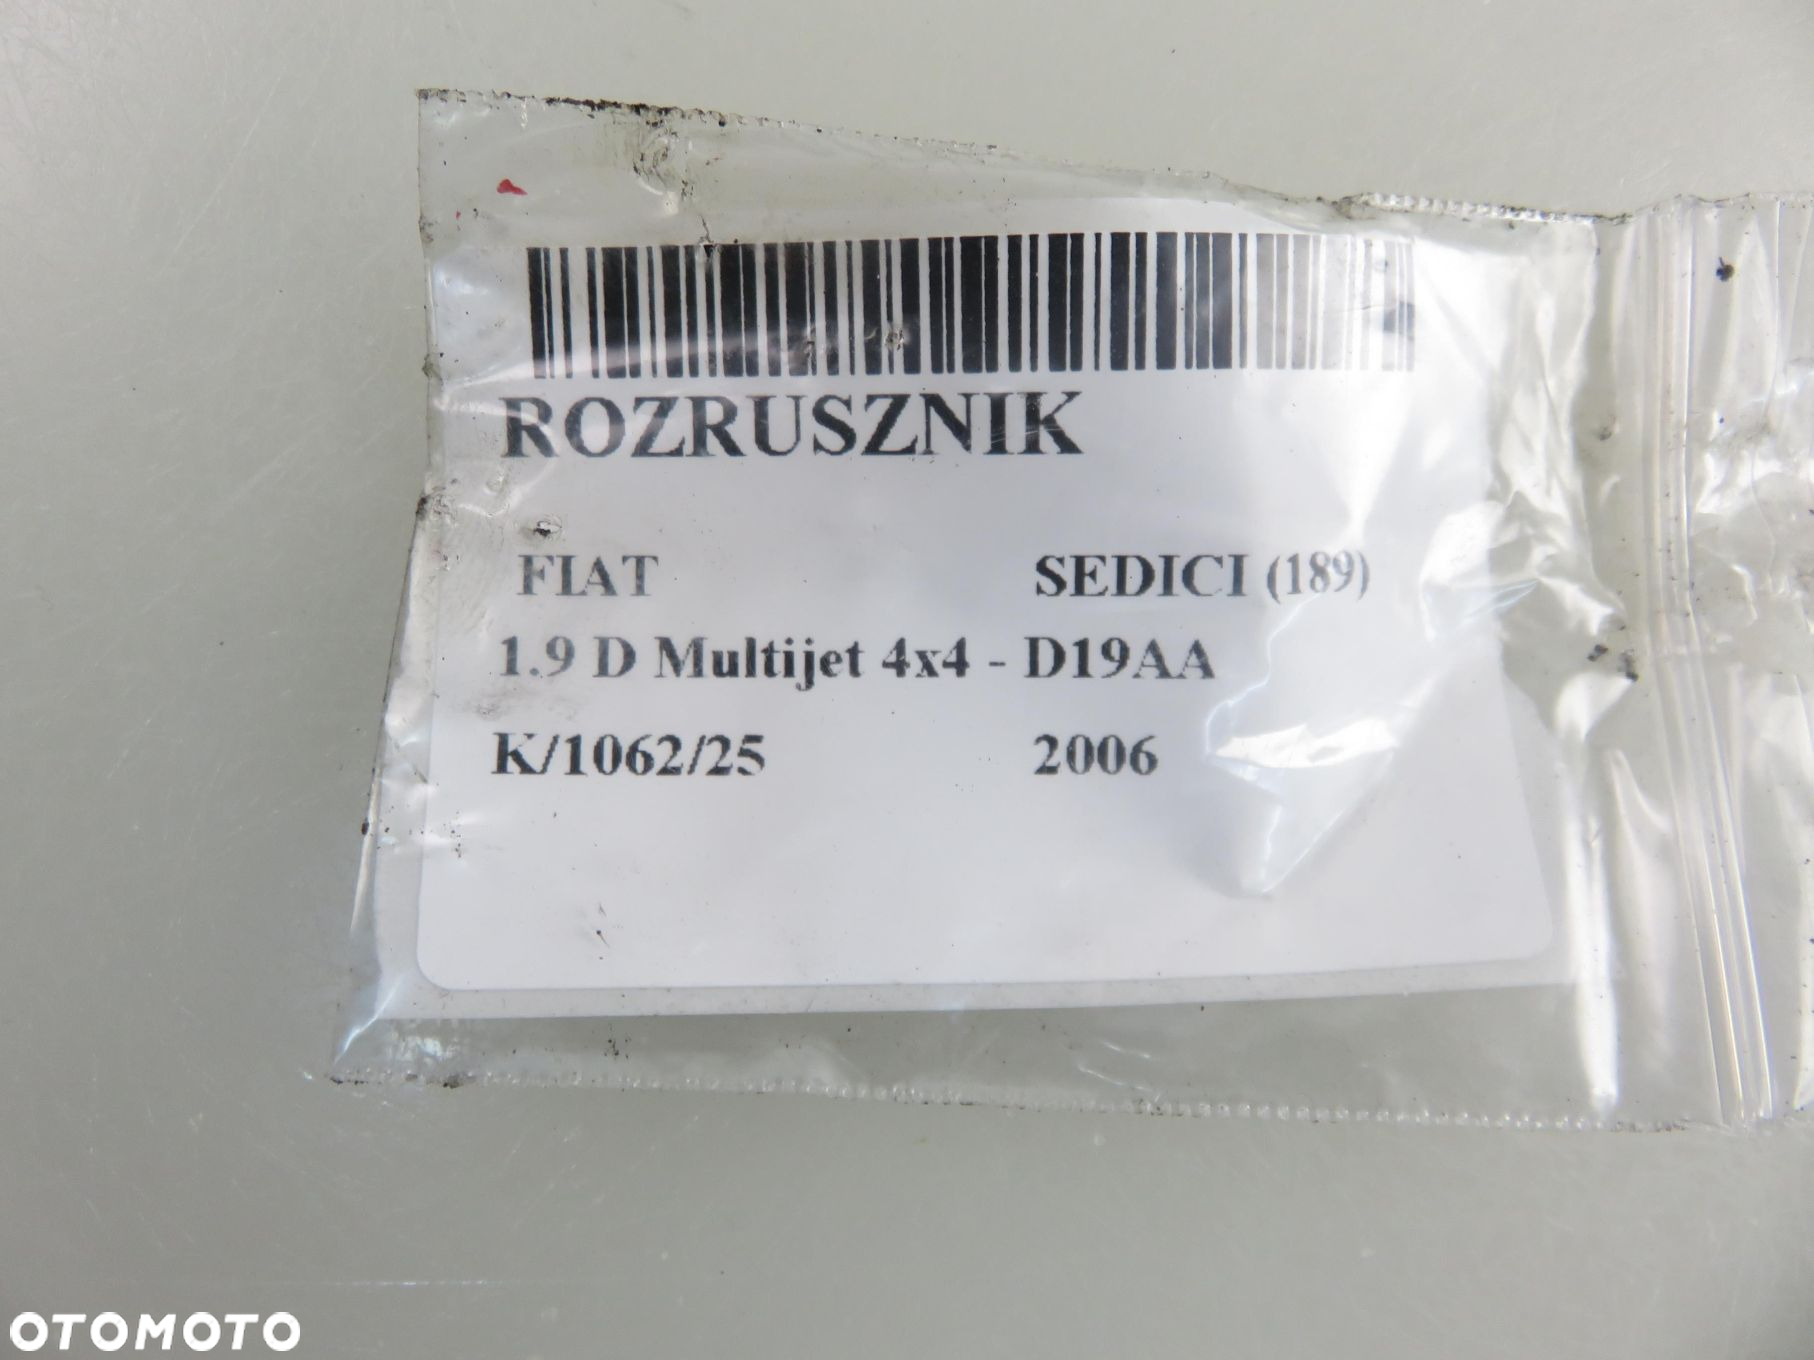 ROZRUSZNIK
FIAT SEDICI (189)
1.9 D Multijet 4x4 - D19AA
K/1062/25 2006
OTOMOTO